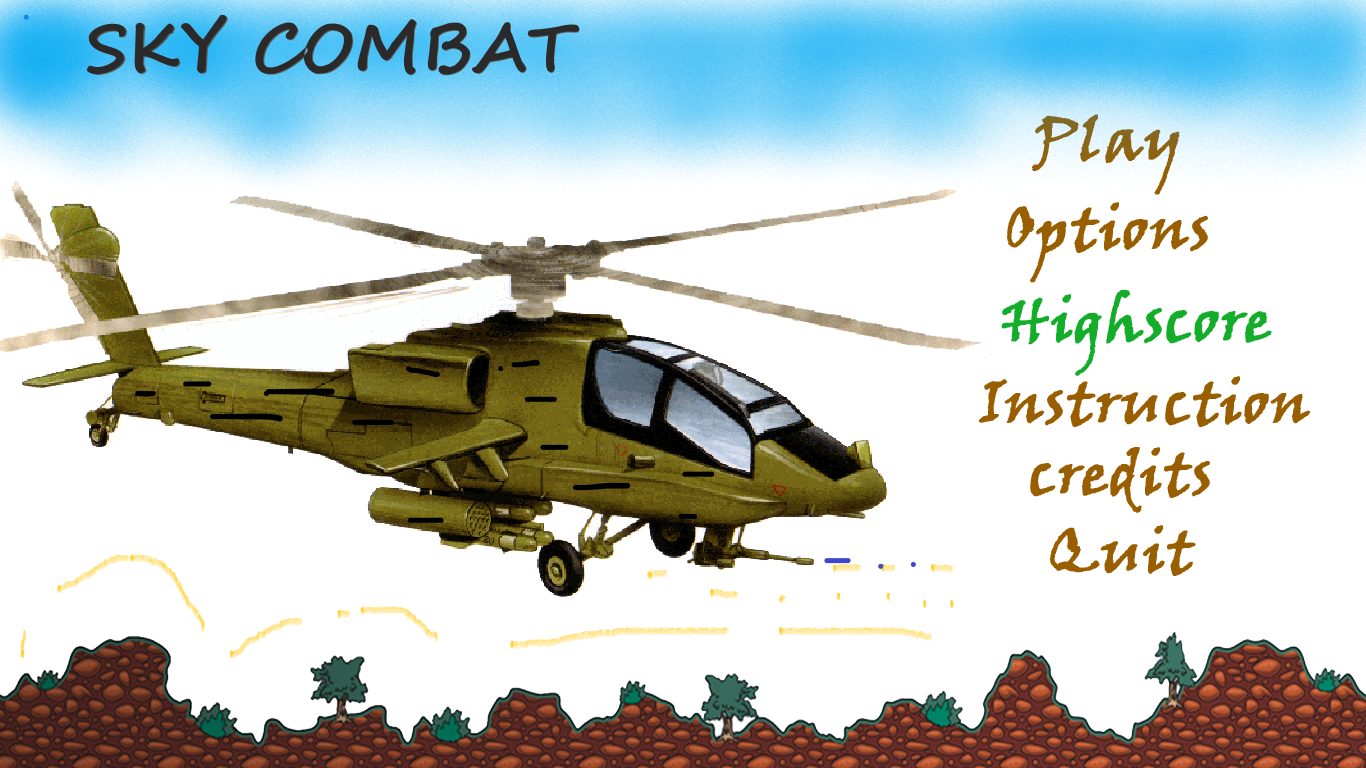 SKY COMBAT
Play
Options
Highscore
Instruction
credits
Quit